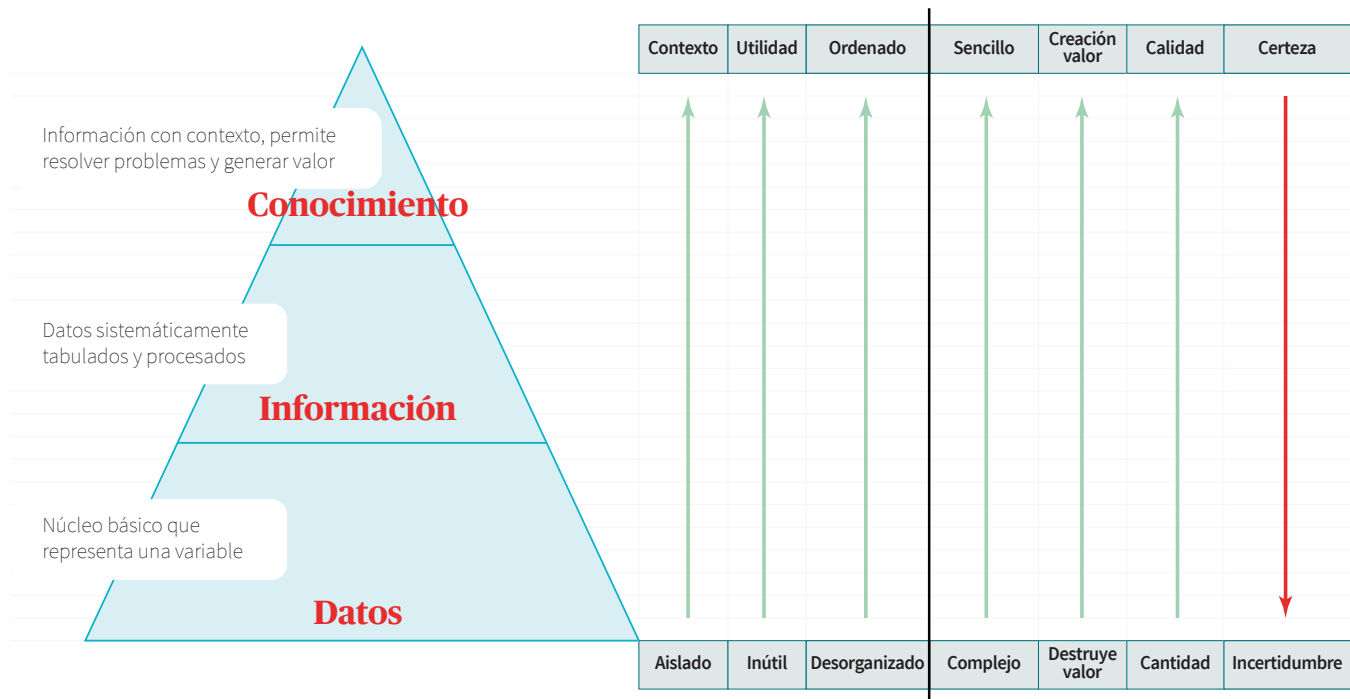 Contexto
Utilidad
Ordenado
Sencillo
Creación
valor
Calidad
Certeza
Información con contexto, permite
resolver problemas y generar valor
Conocimiento
Datos sistemáticamente
tabulados y procesados
Información
Núcleo básico que
representa una variable
Datos
Aislado
Inútil
Desorganizado
Complejo
Destruye
valor
Cantidad
Incertidumbre